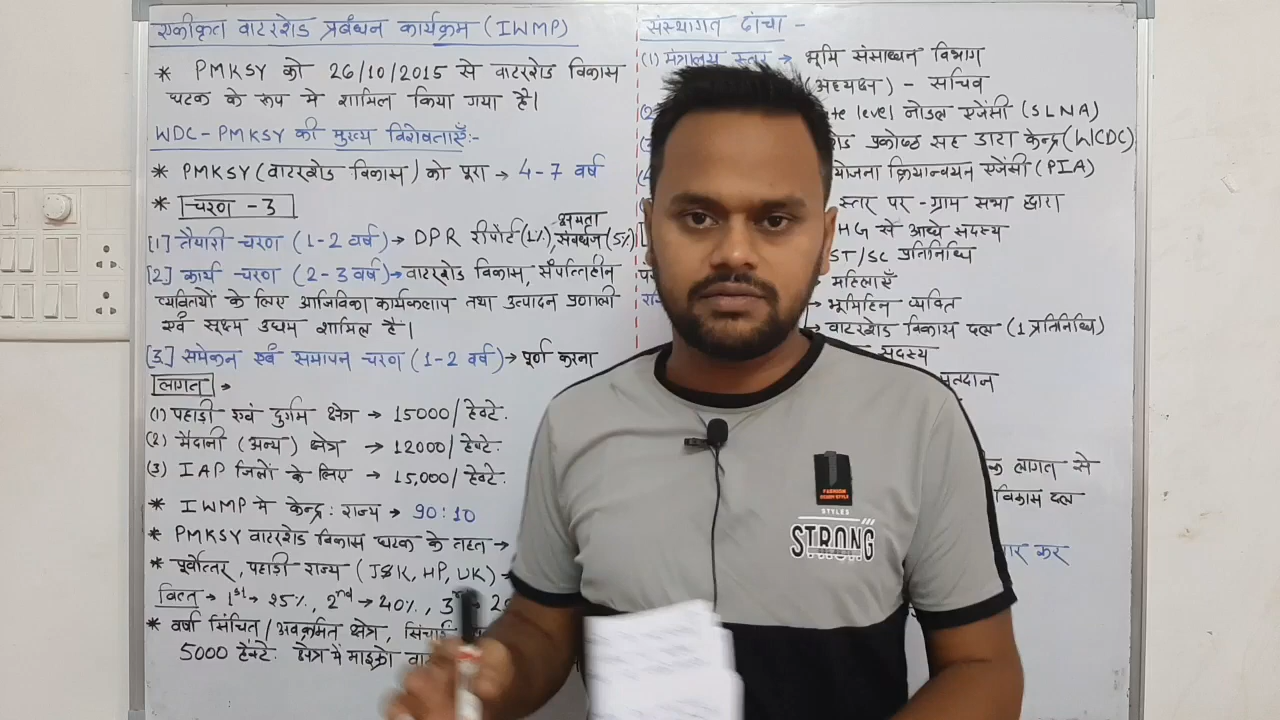 एकीकृत वाटरशेड प्रबंधन कार्यक्रम (IWMP)
* PMKSY को 26/10/2015 से वाटरशेड विकास
घटक के रूप में शामिल किया गया है।
WDC-PMKSY की मुख्य विशेषताएँ:-
* PMKSY (वाटरशेड विकास) को पूरा → 4-7 वर्ष
* चरण -3
[1] तैयारी चरण (1-2 वर्ष) → DPR रीपोर्ट (1%), क्षमता संवर्धन (5%)
[2] कार्य चरण (2-3 वर्ष) → वाटरशेड विकास, संपत्तिहीन
व्यक्तियों के लिए आजिविका कार्यकलाप तथा उत्पादन प्रणाली
एवं सूक्ष्म उद्यम शामिल है।
[3] समेकन एवं समापन चरण (1-2 वर्ष) → पूर्ण करना
लागत →
(1) पहाड़ी एवं दुर्गम क्षेत्र → 15000/ हेक्टे.
(2) मैदानी (अन्य) क्षेत्र → 12000/ हेक्टे.
(3) IAP जिलों के लिए → 15,000/ हेक्टे.
* IWMP मे केन्द्र : राज्य → 90:10
* PMKSY वाटरशेड विकास घटक के तहत →
* पूर्वोत्तर, पहाड़ी राज्य (J&K, HP, UK) →
वित्त → 1st → 25%, 2nd → 40%, 3
* वर्षा सिंचित/ अवक्रमित क्षेत्र,
5000 हेक्टे. क्षेत्र में माइक्रो
संस्थागत ढांचा -
(1) मंत्रालय स्तर → भूमि संसाधन विभाग
(अध्यक्ष) - सचिव
level नोडल एजेंसी (SLNA)
प्रकोष्ठ सह डाटा केन्द्र (WCDC)
क्रियान्वयन एजेंसी (PIA)
स्तर पर - ग्राम सभा द्वारा
से आधे सदस्य
ST/SC प्रतिनिधि
→ महिलाएँ
→ भूमिहिन व्यक्ति
→ वाटरशेड विकास दल (1 प्रतिनिधि)
सदस्य
लागत से
विकास दल
कर
FASHION
STYLES
STRONG